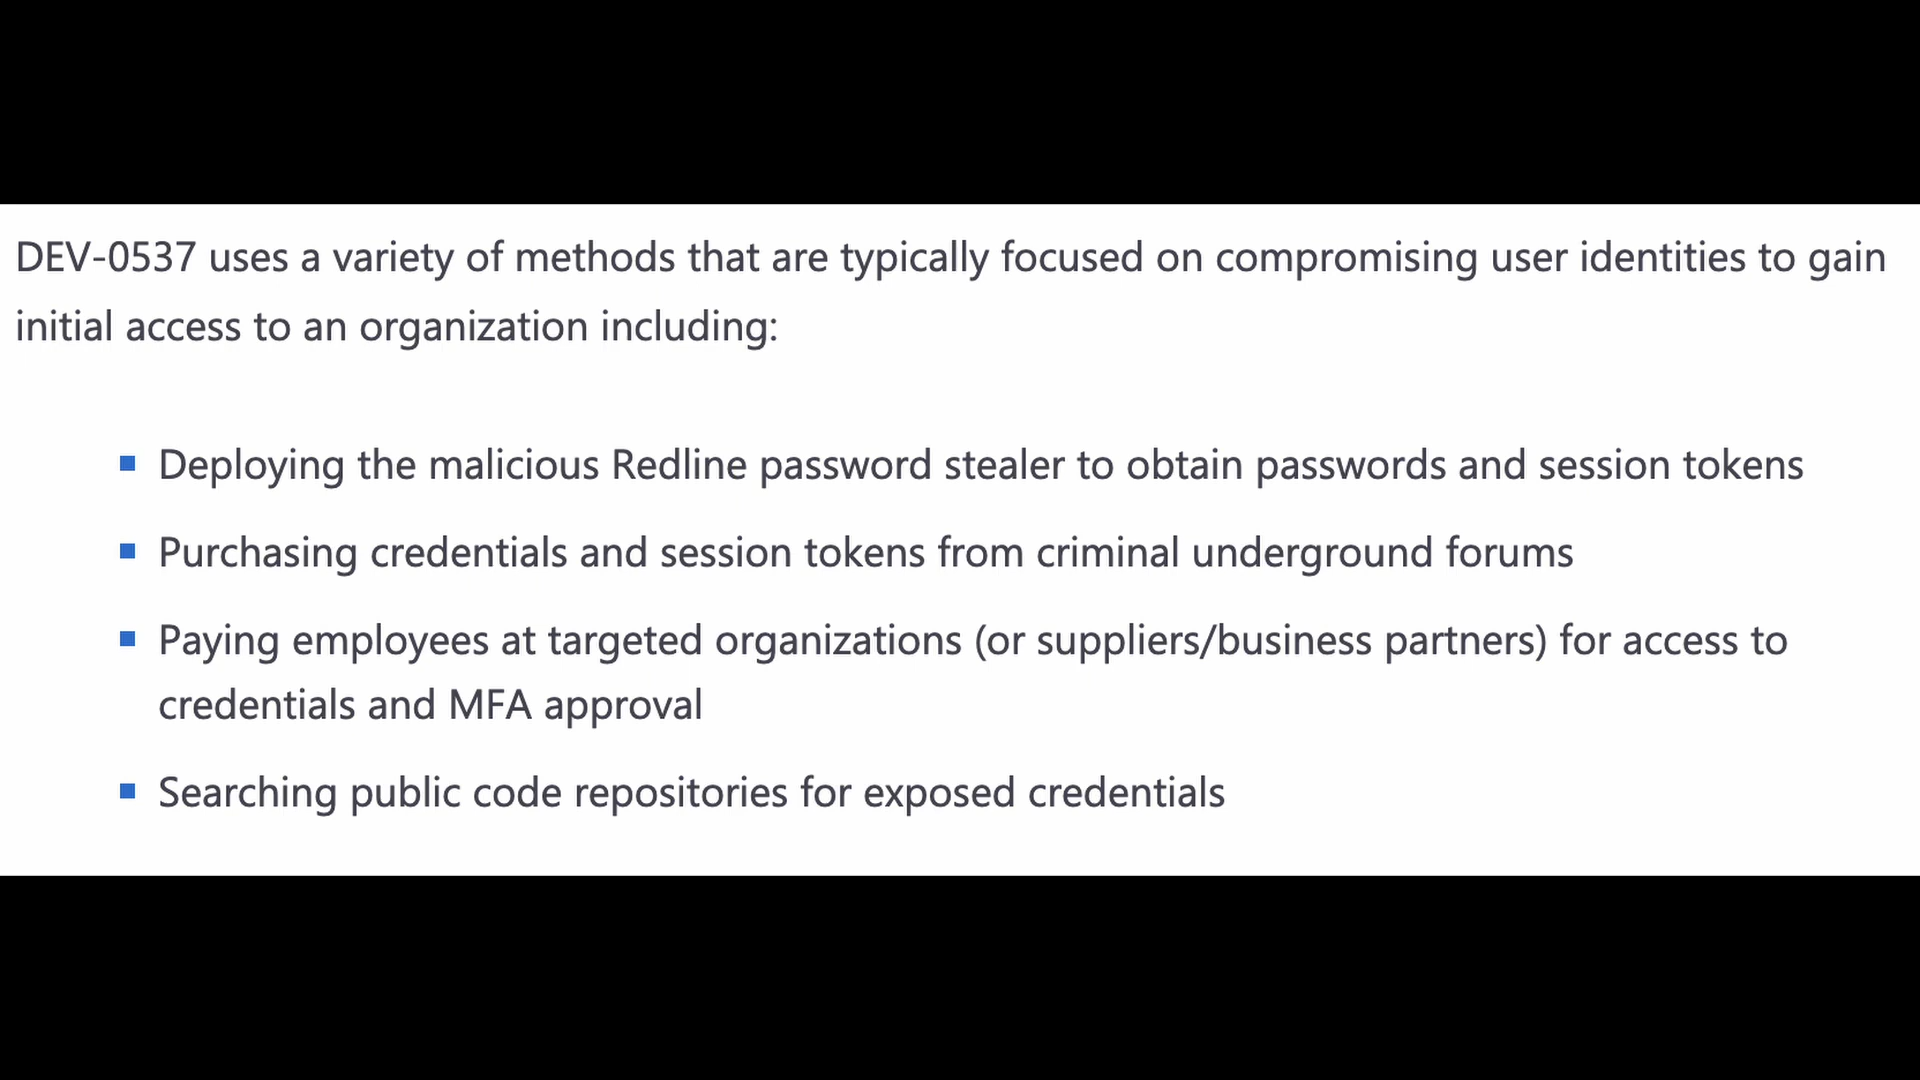 DEV-0537 uses a variety of methods that are typically focused on compromising user identities to gain
initial access to an organization including:
▪ Deploying the malicious Redline password stealer to obtain passwords and session tokens
▪ Purchasing credentials and session tokens from criminal underground forums
▪ Paying employees at targeted organizations (or suppliers/business partners) for access to
credentials and MFA approval
▪ Searching public code repositories for exposed credentials